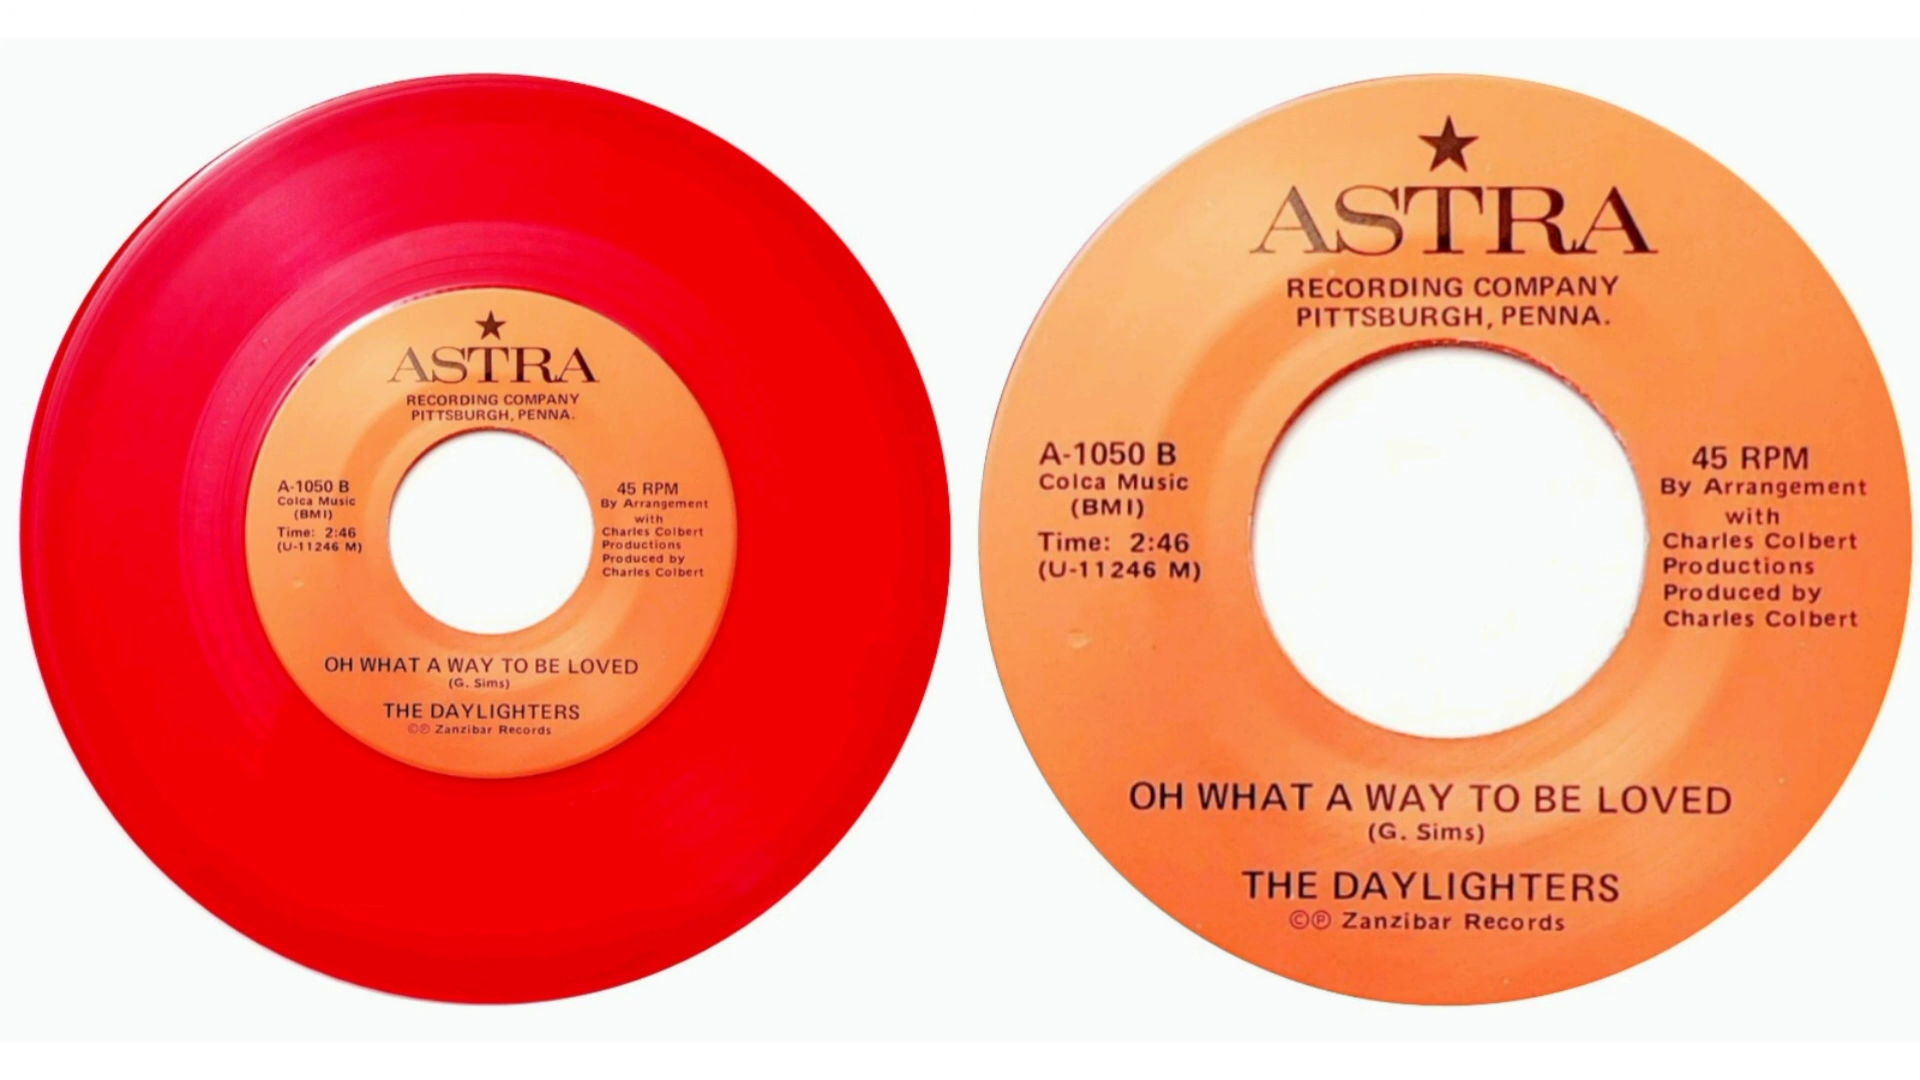 ASTRA
RECORDING COMPANY
PITTSBURGH, PENNA.
A-1050 B
Colca Music
(BMI)
Time: 2:46
(U-11246 M)
45 RPM
By Arrangement
with
Charles Colbert
Productions
Produced by
Charles Colbert
OH WHAT A WAY TO BE LOVED
(G. Sims)
THE DAYLIGHTERS
©℗ Zanzibar Records
ASTRA
RECORDING COMPANY
PITTSBURGH, PENNA.
A-1050 B
Colca Music
(BMI)
Time: 2:46
(U-11246 M)
45 RPM
By Arrangement
with
Charles Colbert
Productions
Produced by
Charles Colbert
OH WHAT A WAY TO BE LOVED
(G. Sims)
THE DAYLIGHTERS
©℗ Zanzibar Records